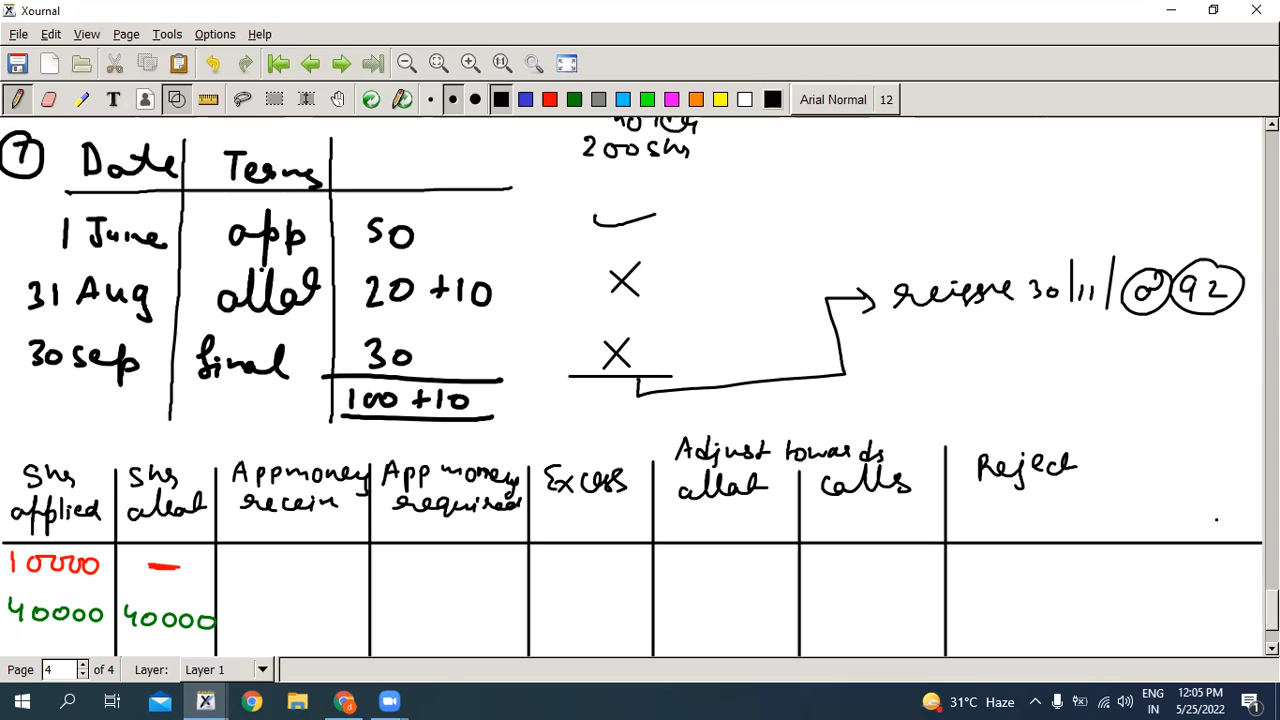 Xournal
File Edit View Page Tools Options Help
Arial Normal 12
200 shs
7 Date Terms
1 June app 50
31 Aug allot 20 +10
reissue 30/11/ @ 92
30 sep final 30
100 +10
Adjust towards
Shs applied Shs allot App money receiv App money required Excess allot calls Reject
10000 —
40000 40000
Page 4 of 4 Layer: Layer 1
31°C Haze ENG IN 12:05 PM 5/25/2022